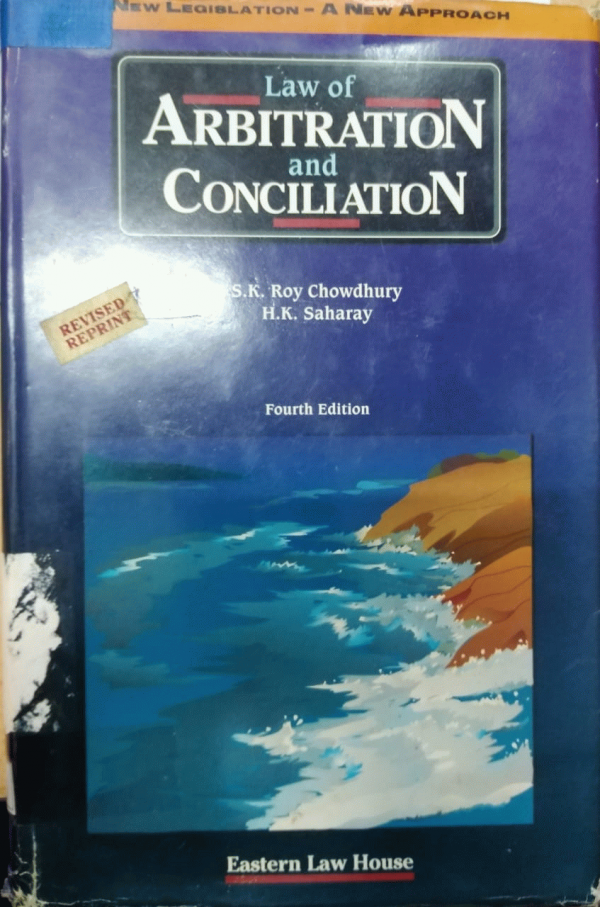 NEW LEGISLATION – A NEW APPROACH
Law of
ARBITRATION
and
CONCILIATION
S.K. Roy Chowdhury
H.K. Saharay
REVISED
REPRINT
Fourth Edition
Eastern Law House